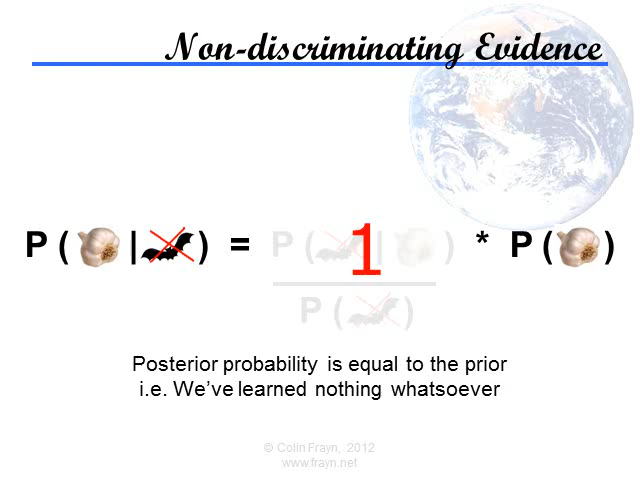 Non-discriminating Evidence
P ( | ) = P ( | ) * P ( )
1
P ( )
Posterior probability is equal to the prior
i.e. We've learned nothing whatsoever
© Colin Frayn, 2012
www.frayn.net